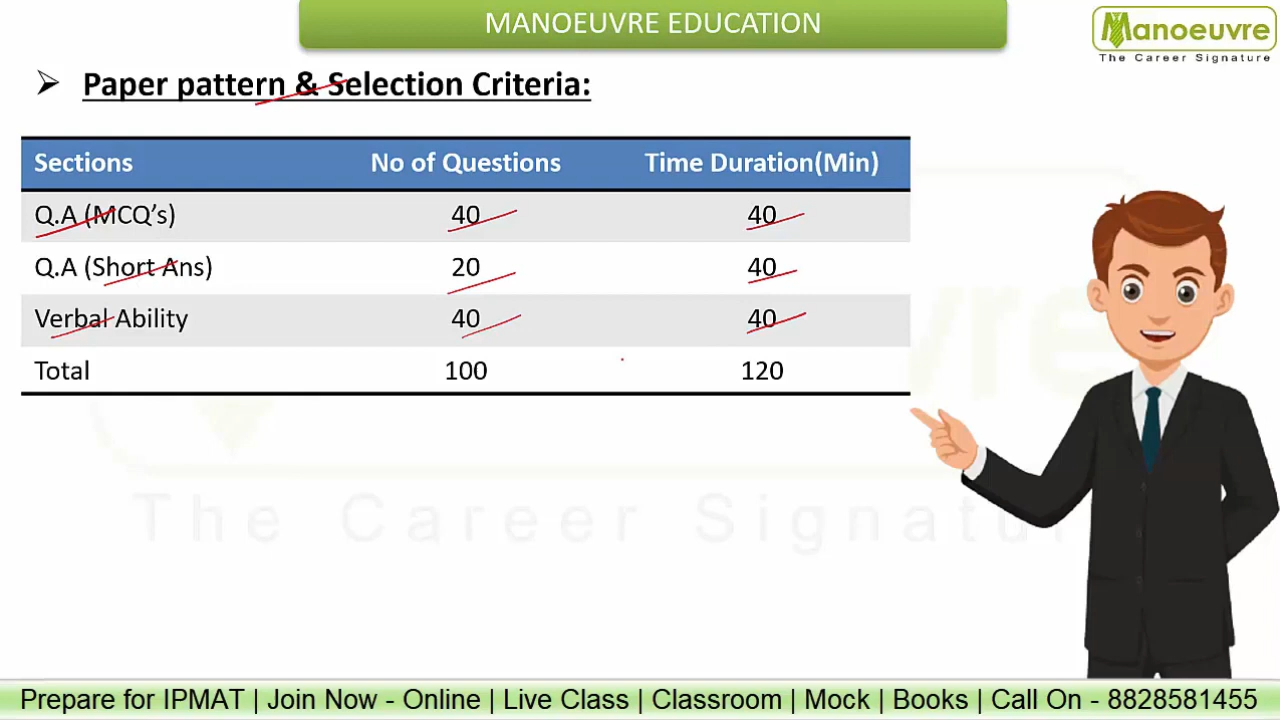 MANOEUVRE EDUCATION
Manoeuvre
The Career Signature
Paper pattern & Selection Criteria:
Sections No of Questions Time Duration(Min)
Q.A (MCQ’s) 40 40
Q.A (Short Ans) 20 40
Verbal Ability 40 40
Total 100 120
The Career Signatur
Prepare for IPMAT | Join Now - Online | Live Class | Classroom | Mock | Books | Call On - 8828581455